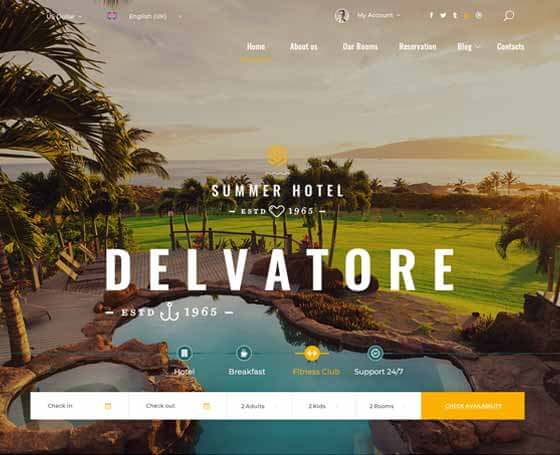 US Dollar English (UK) My Account
Home About us Our Rooms Reservation Blog Contacts
SUMMER HOTEL
ESTD 1965
DELVATORE
ESTD 1965
Hotel Breakfast Fitness Club Support 24/7
Check in Check out 2 Adults 2 Kids 2 Rooms CHECK AVAILABILITY